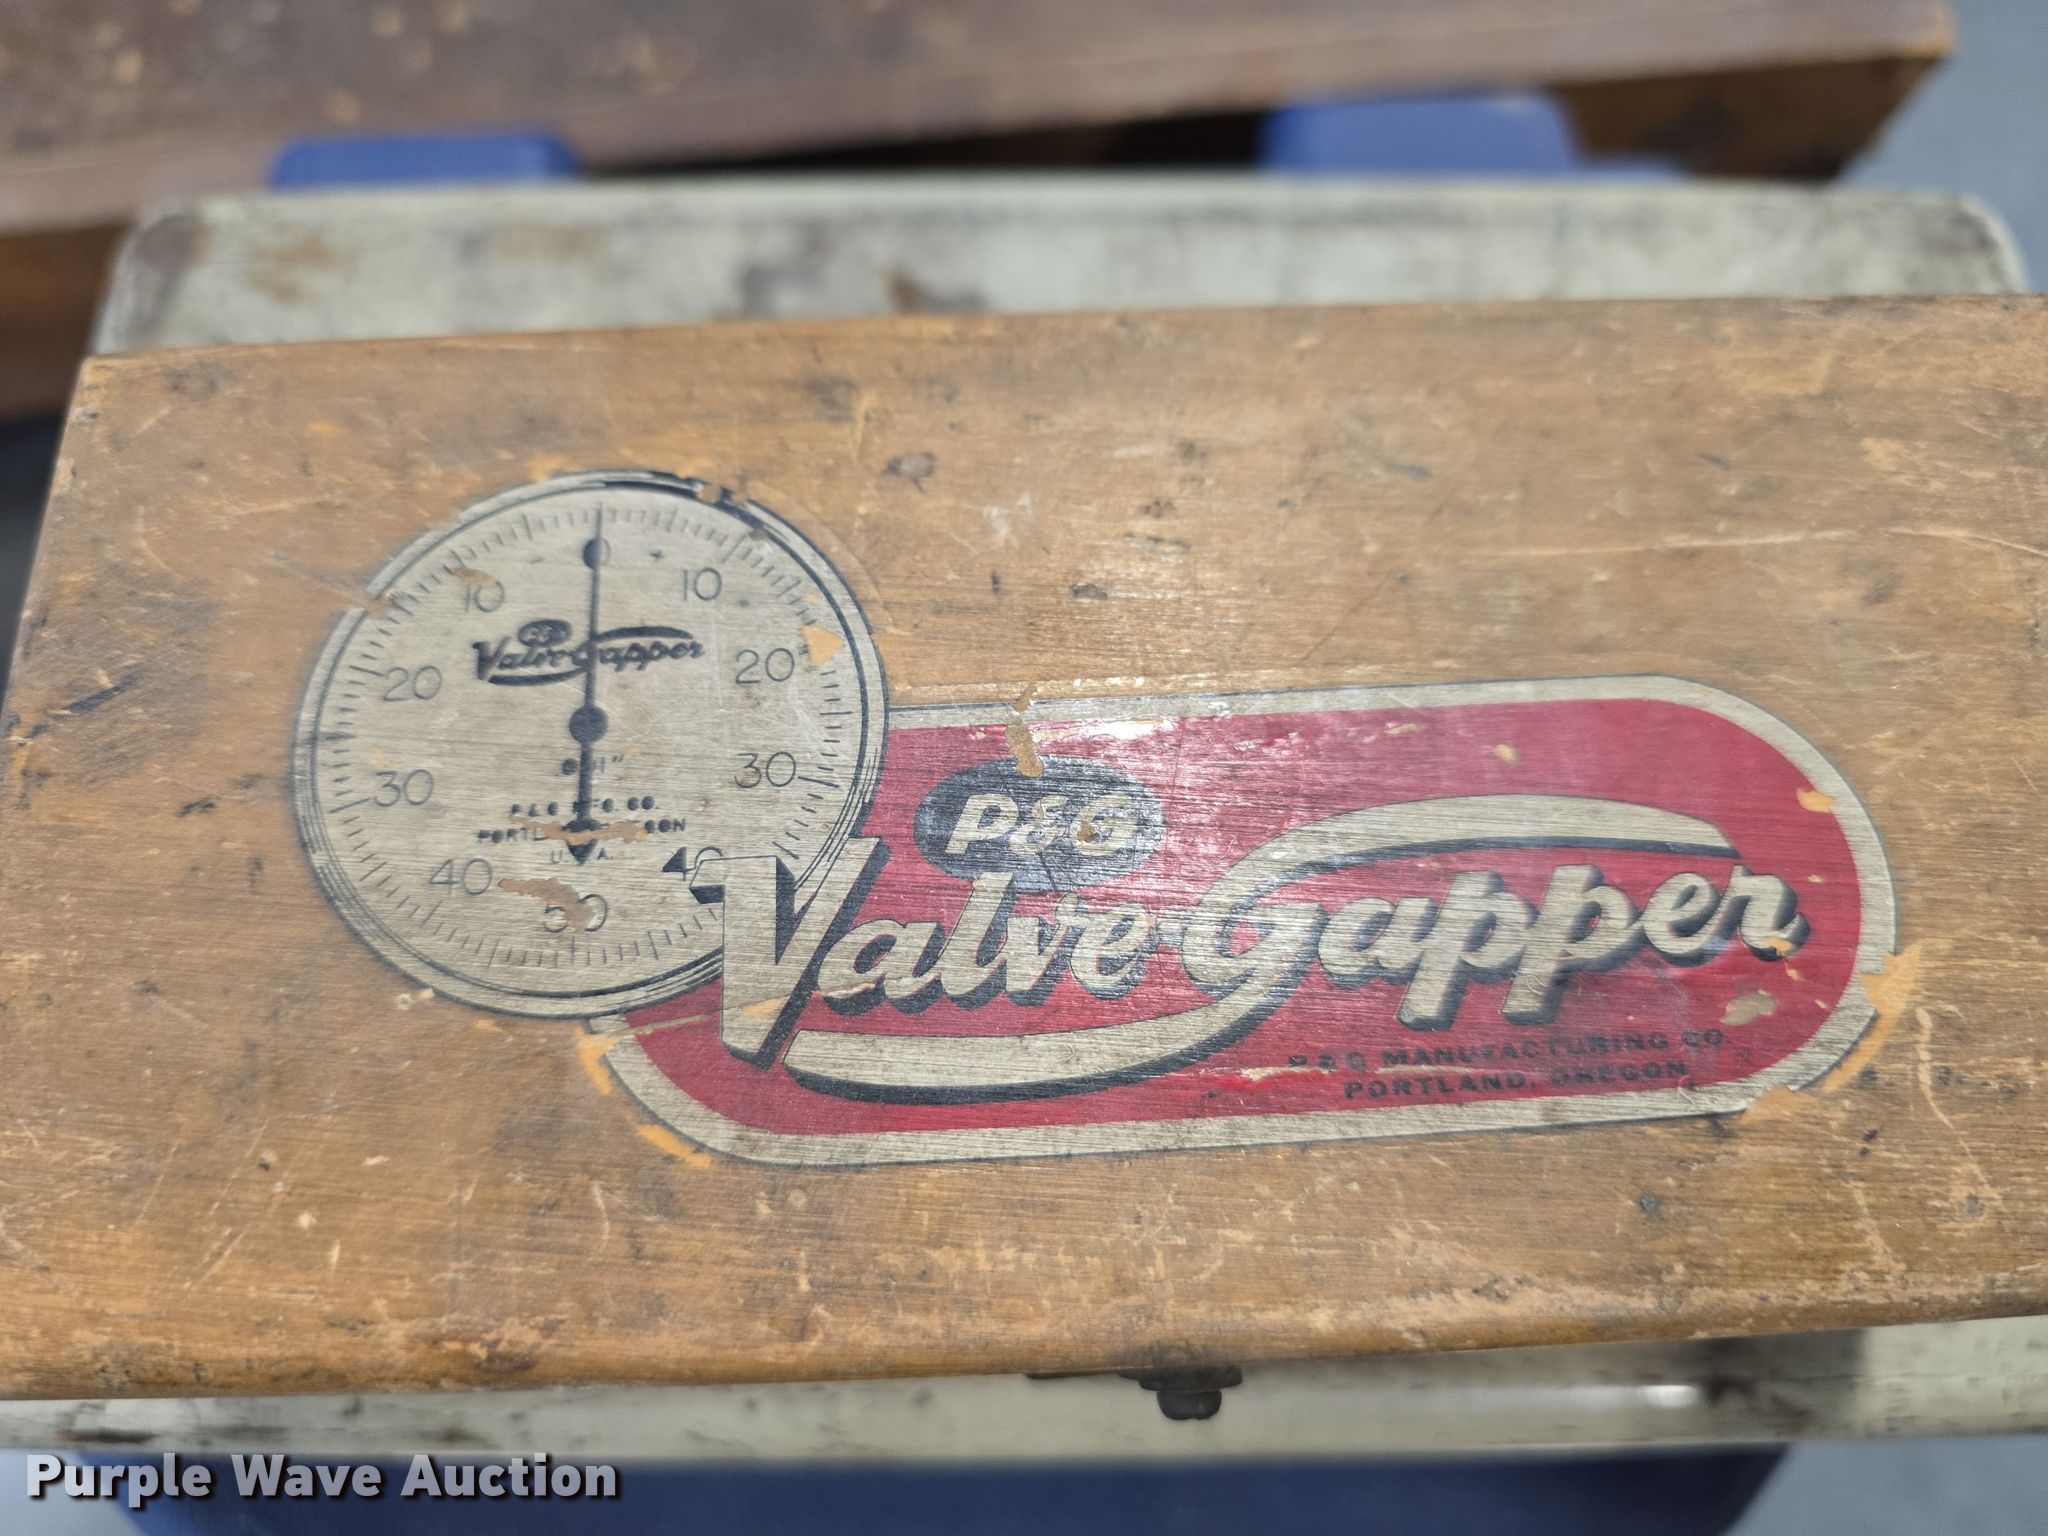 - 0 +
10 10
P&G
Valve-Gapper
20 20
30 30
P & G MFG. CO.
U.S.A.
40 40
50
P&G
Valve-Gapper
P & G MANUFACTURING CO.
PORTLAND, OREGON
Purple Wave Auction